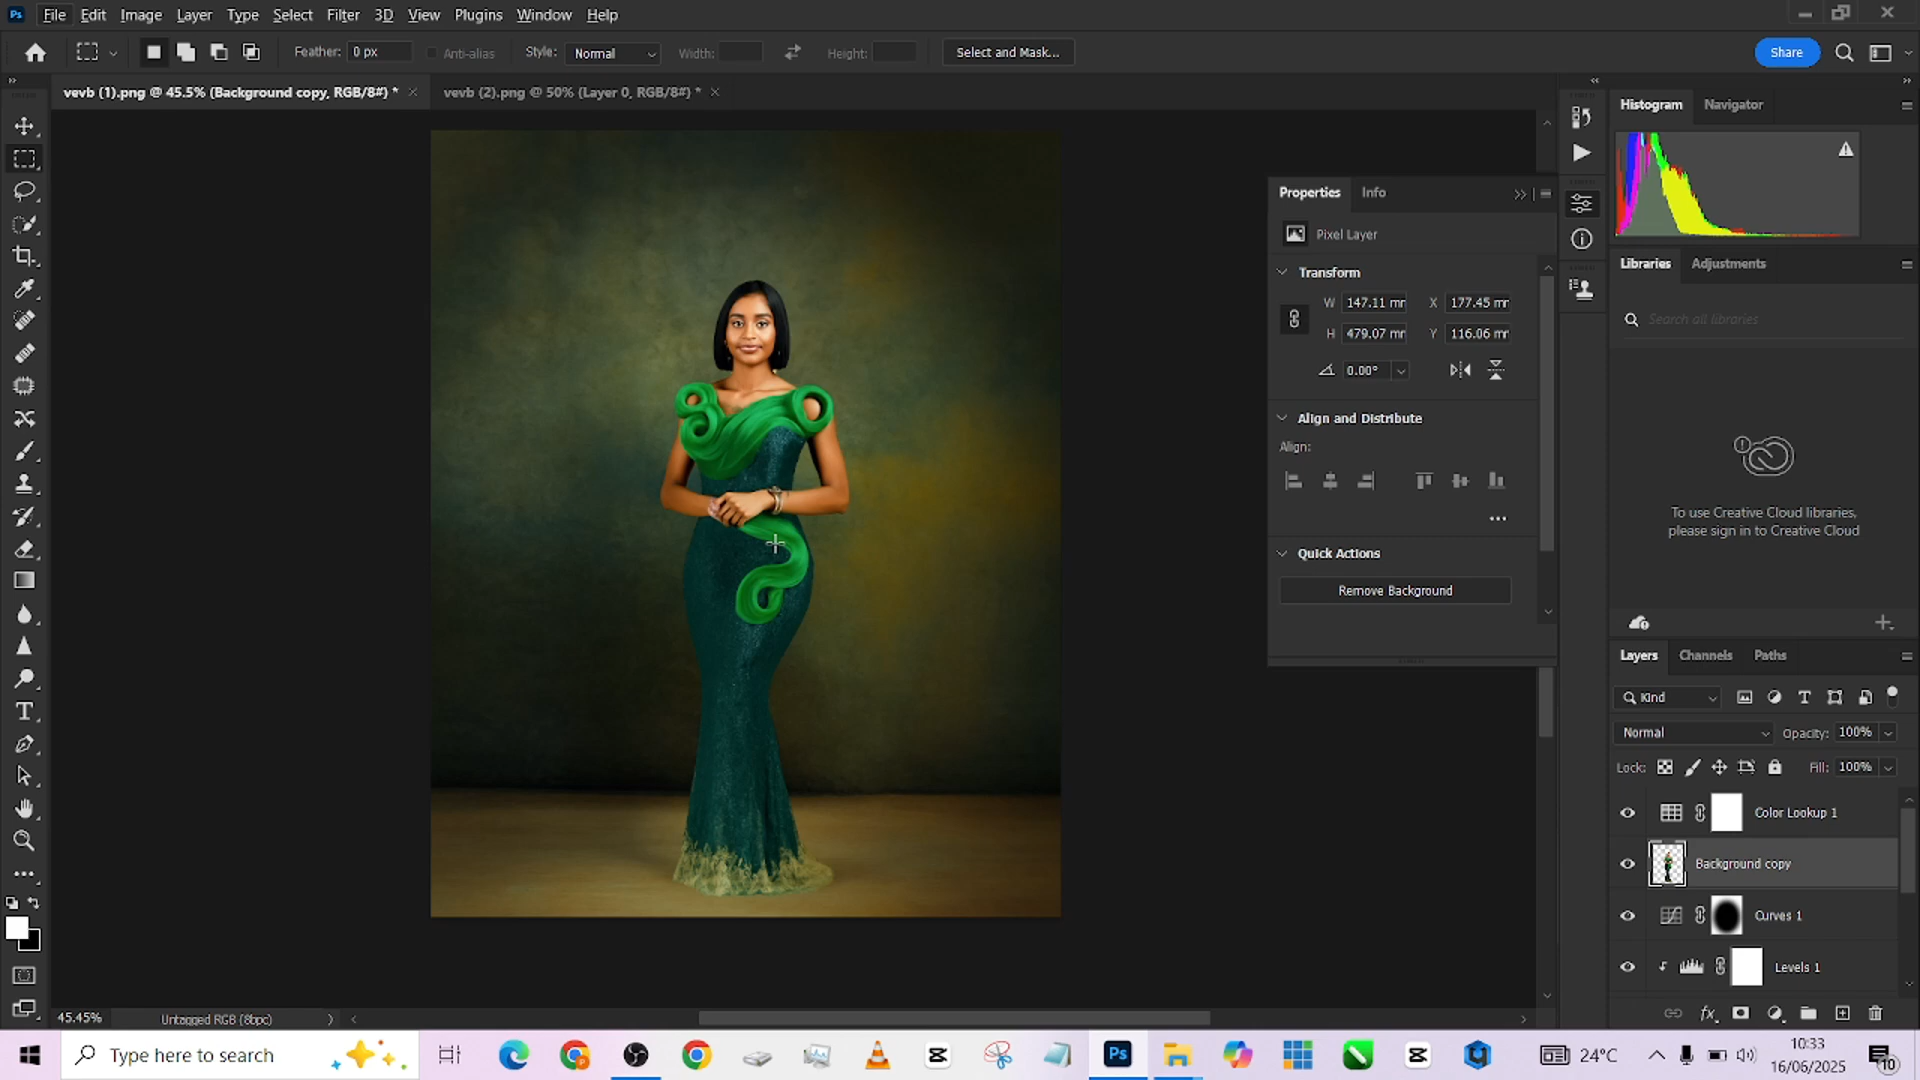 Ps File Edit Image Layer Type Select Filter 3D View Plugins Window Help
Feather: 0 px Anti-alias Style: Normal Width: Height: Select and Mask... Share
vevb (1).png @ 45.5% (Background copy, RGB/8#) * vevb (2).png @ 50% (Layer 0, RGB/8#) *
Histogram Navigator
Properties Info
Pixel Layer
Transform
W 147.11 mr X 177.45 mr
H 479.07 mr Y 116.06 mr
0.00°
Align and Distribute
Align:
Quick Actions
Remove Background
Libraries Adjustments
Search all libraries
To use Creative Cloud libraries,
please sign in to Creative Cloud
Layers Channels Paths
Kind
Normal Opacity: 100%
Lock: Fill: 100%
Color Lookup 1
Background copy
Curves 1
Levels 1
fx
45.45% Untagged RGB (8bpc)
Type here to search
Ps
24°C
10:33
16/06/2025
10